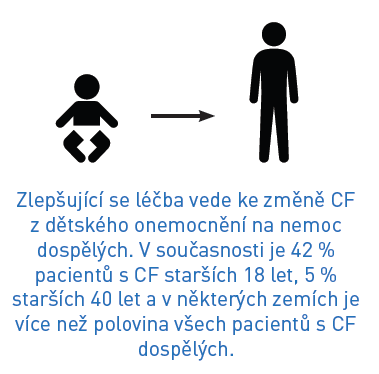 Zlepšující se léčba vede ke změně CF
z dětského onemocnění na nemoc
dospělých. V současnosti je 42 %
pacientů s CF starších 18 let, 5 %
starších 40 let a v některých zemích je
více než polovina všech pacientů s CF
dospělých.